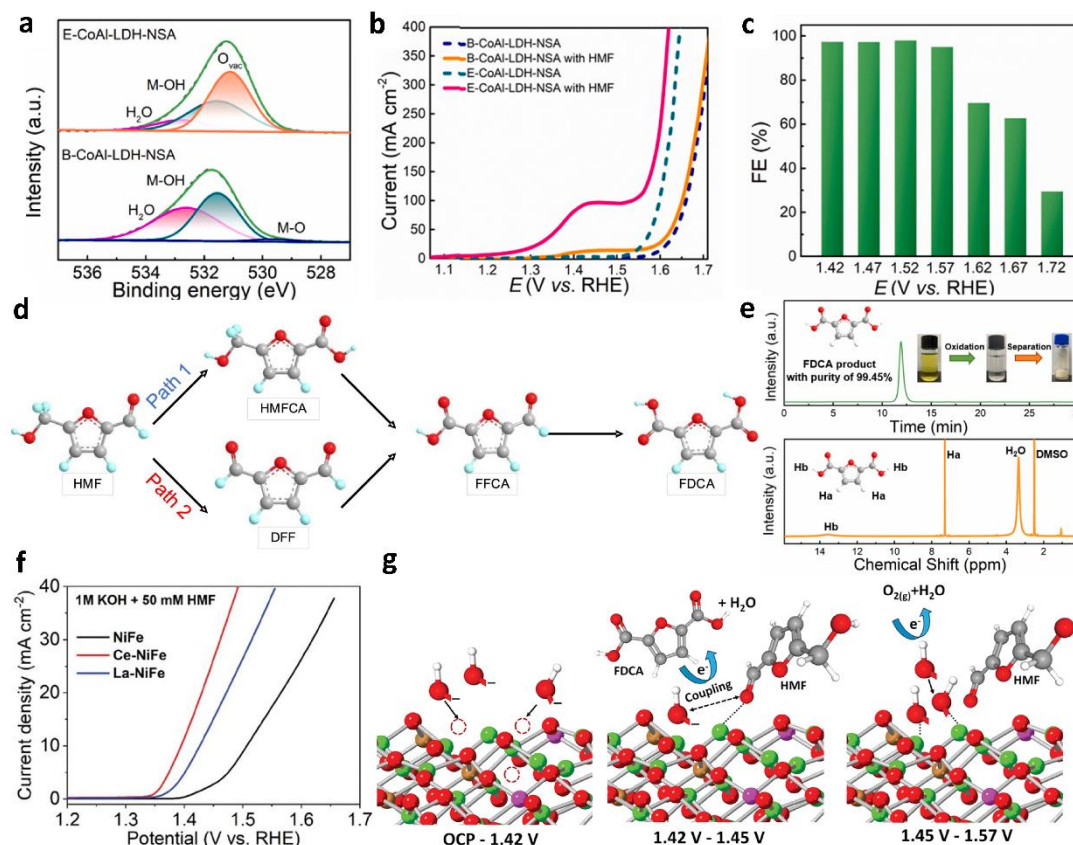 a
E-CoAl-LDH-NSA
Ovac
M-OH
H2O
B-CoAl-LDH-NSA
M-OH
H2O
M-O
Intensity (a.u.)
536 534 532 530 528
Binding energy (eV)
b
B-CoAl-LDH-NSA
B-CoAl-LDH-NSA with HMF
E-CoAl-LDH-NSA
E-CoAl-LDH-NSA with HMF
Current (mA cm-2)
400
350
300
250
200
150
100
50
0
1.1 1.2 1.3 1.4 1.5 1.6 1.7
E (V vs. RHE)
c
FE (%)
100
80
60
40
20
0
1.42 1.47 1.52 1.57 1.62 1.67 1.72
E (V vs. RHE)
d
Path 1
HMFCA
HMF
FFCA
FDCA
Path 2
DFF
e
Intensity (a.u.)
FDCA product
with purity of 99.45%
Oxidation
Separation
0 5 10 15 20 25
Time (min)
Intensity (a.u.)
Hb Hb
Ha Ha
Hb
Ha
H2O
DMSO
14 12 10 8 6 4 2
Chemical Shift (ppm)
f
1M KOH + 50 mM HMF
NiFe
Ce-NiFe
La-NiFe
Current density (mA cm-2)
40
30
20
10
0
1.2 1.3 1.4 1.5 1.6 1.7
Potential (V vs. RHE)
g
OCP - 1.42 V
FDCA
+ H2O
e-
Coupling
HMF
1.42 V - 1.45 V
O2(g)+H2O
e-
HMF
1.45 V - 1.57 V